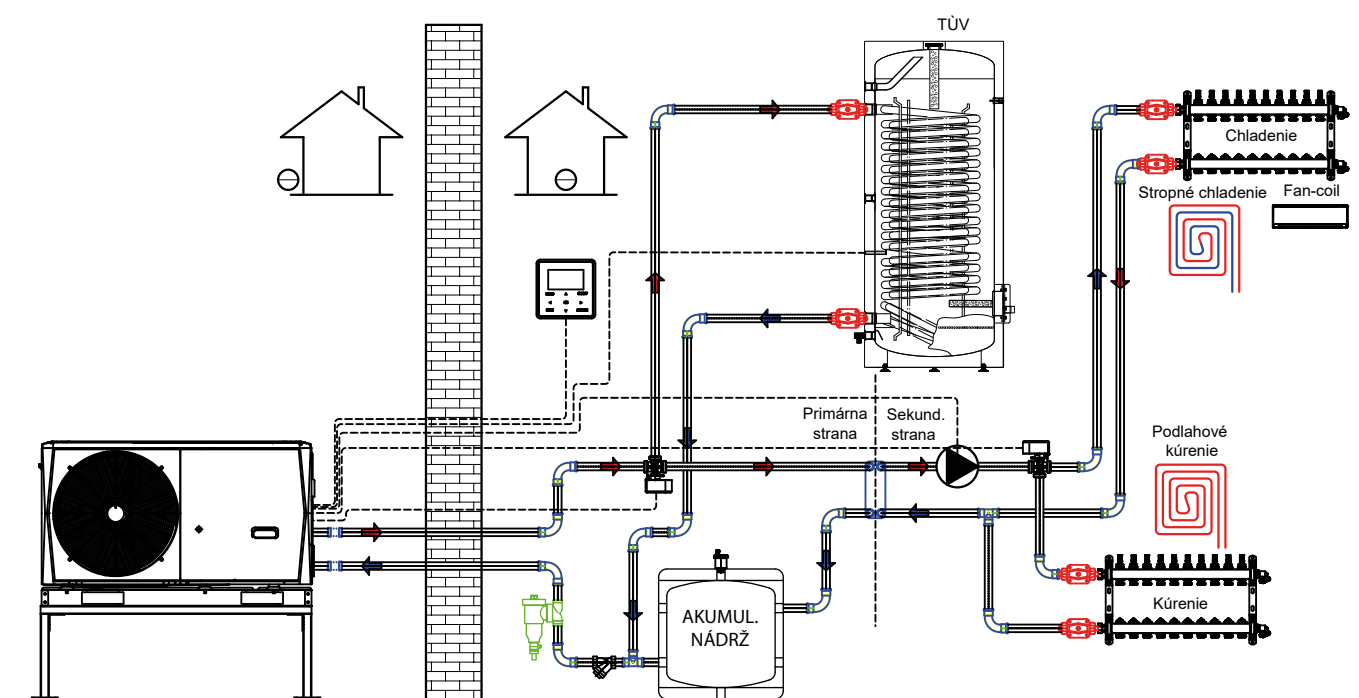 TÙV
Chladenie
Stropné chladenie
Fan-coil
Primárna
strana
Sekund.
strana
Podlahové
kúrenie
AKUMUL.
NÁDRŽ
Kúrenie